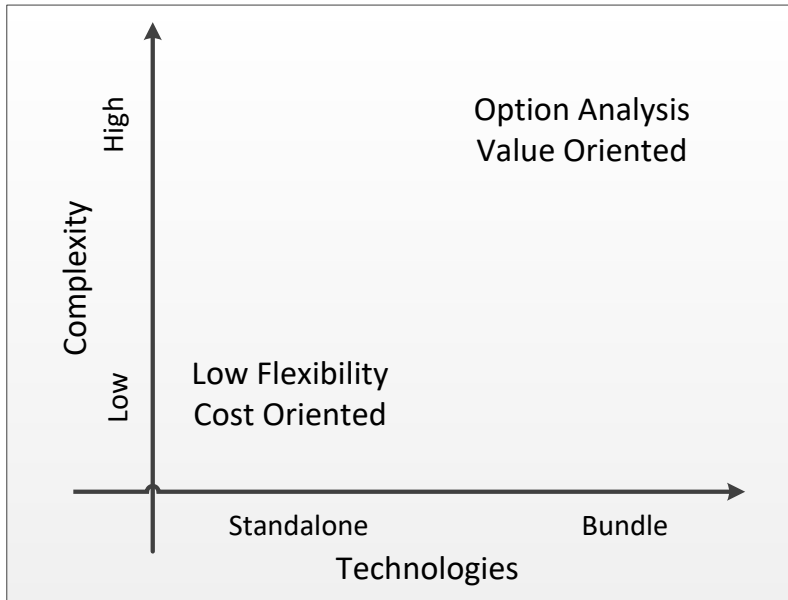 Option Analysis
Value Oriented
High
Complexity
Low
Low Flexibility
Cost Oriented
Standalone
Bundle
Technologies